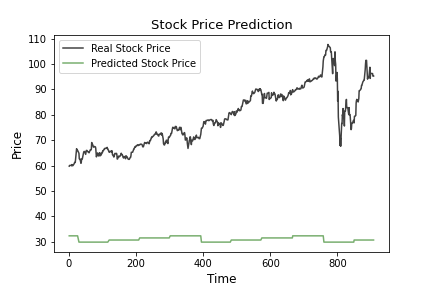 Stock Price Prediction
Real Stock Price
Predicted Stock Price
Price
110
100
90
80
70
60
50
40
30
0 200 400 600 800
Time